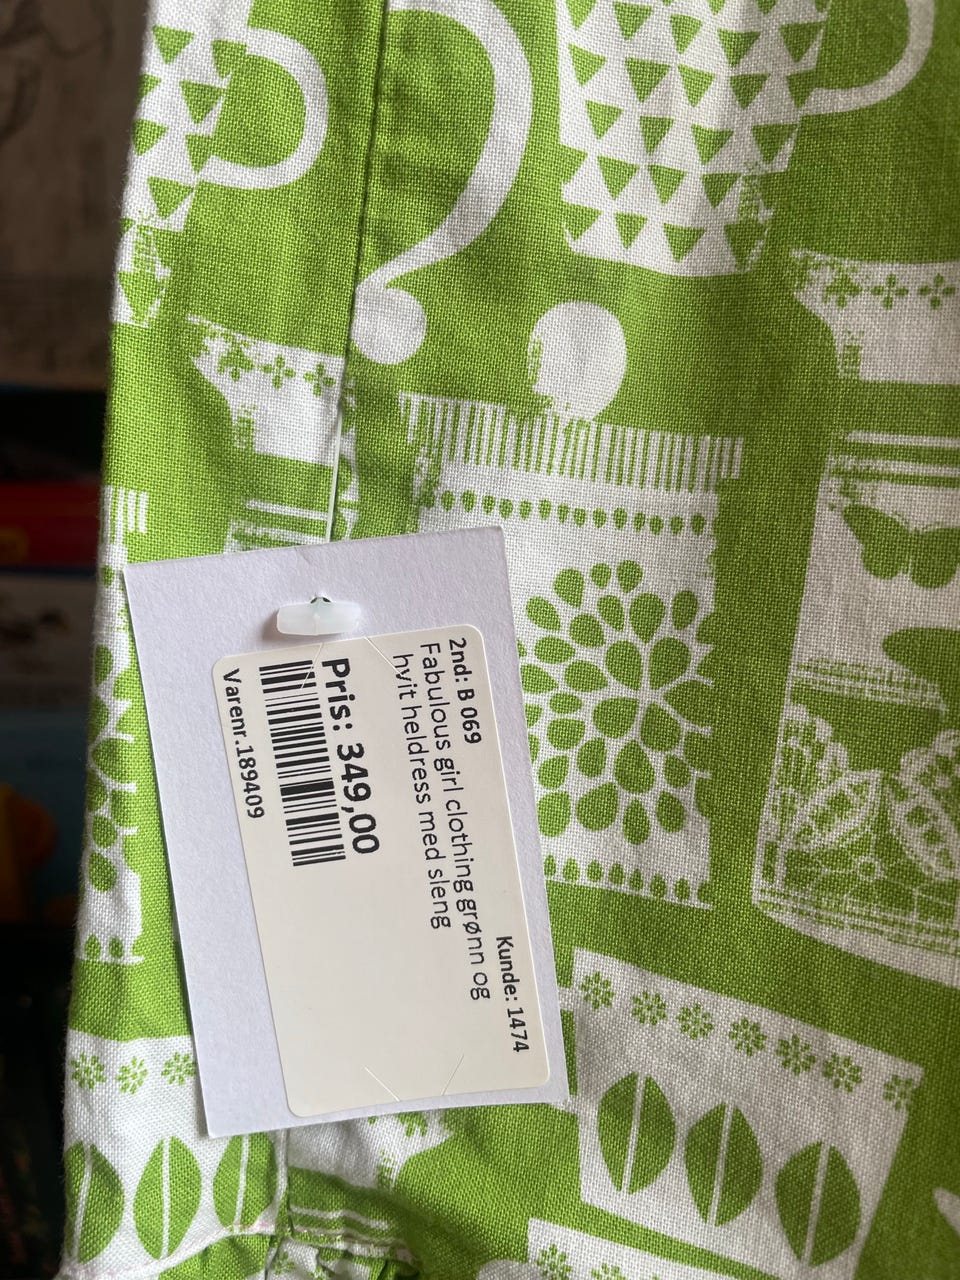 2nd: B 069
Kunde: 1474
Fabulous girl clothing grønn og
hvit heldress med sleng
Pris: 349,00
Varenr.189409